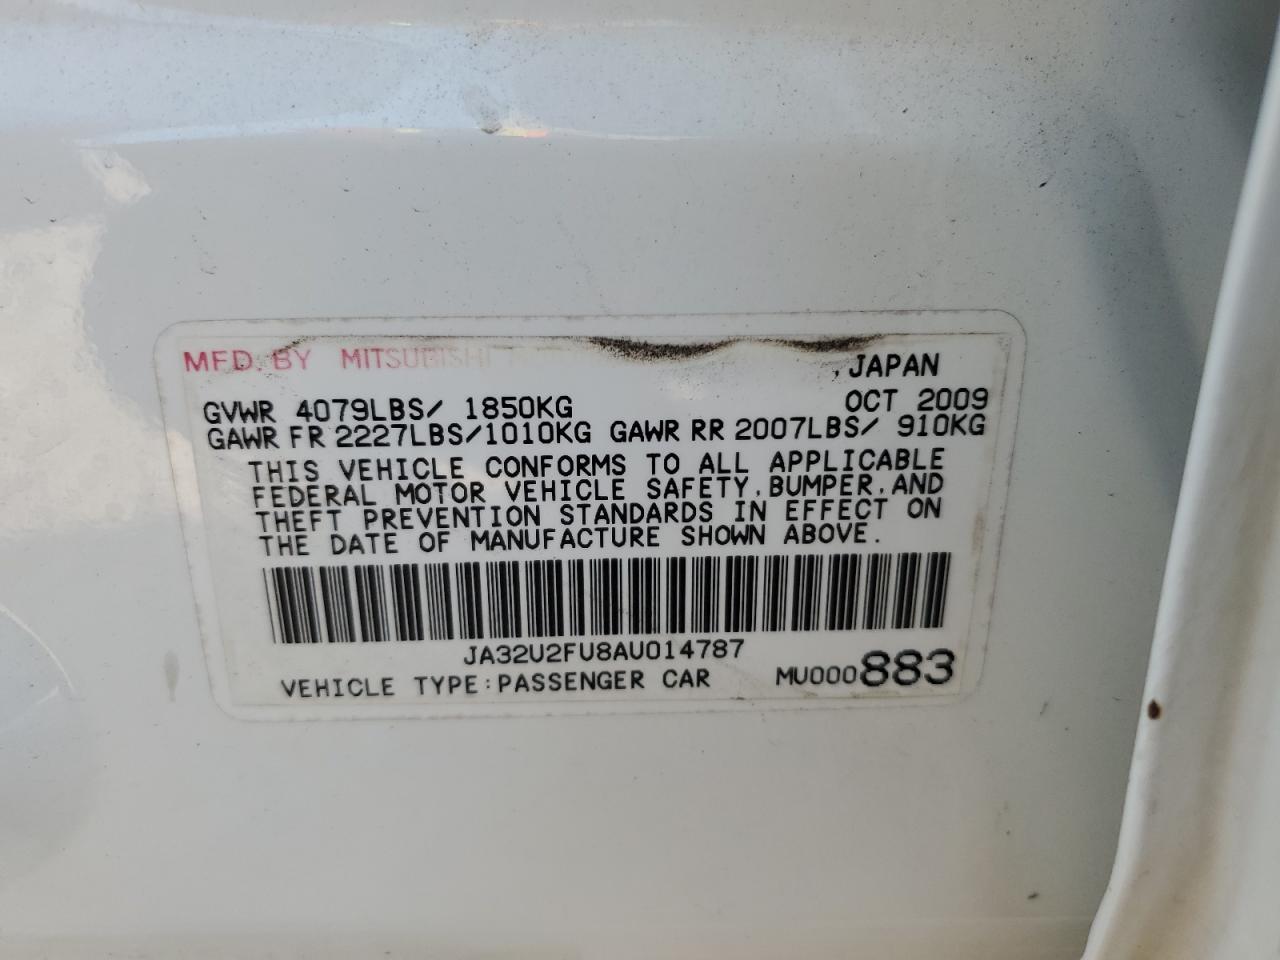 MFD. BY MITSUBISHI
, JAPAN
GVWR 4079LBS/ 1850KG OCT 2009
GAWR FR 2227LBS/1010KG GAWR RR 2007LBS/ 910KG
THIS VEHICLE CONFORMS TO ALL APPLICABLE
FEDERAL MOTOR VEHICLE SAFETY, BUMPER, AND
THEFT PREVENTION STANDARDS IN EFFECT ON
THE DATE OF MANUFACTURE SHOWN ABOVE.
JA32U2FU8AU014787
VEHICLE TYPE:PASSENGER CAR MU000883